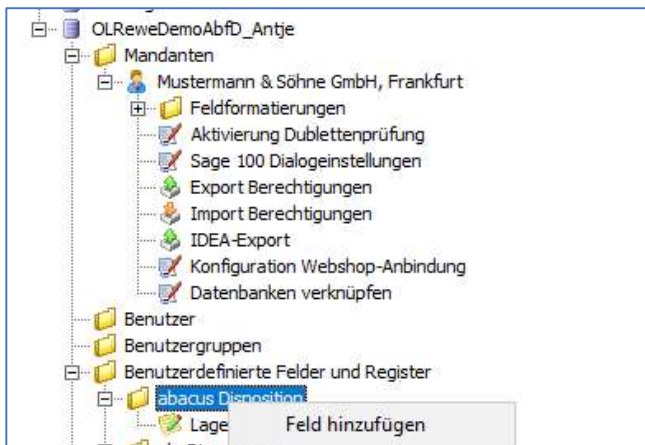 OLReweDemoAbfD_Antje
Mandanten
Mustermann & Söhne GmbH, Frankfurt
Feldformatierungen
Aktivierung Dublettenprüfung
Sage 100 Dialogeinstellungen
Export Berechtigungen
Import Berechtigungen
IDEA-Export
Konfiguration Webshop-Anbindung
Datenbanken verknüpfen
Benutzer
Benutzergruppen
Benutzerdefinierte Felder und Register
abacus Disposition
Lage
Feld hinzufügen